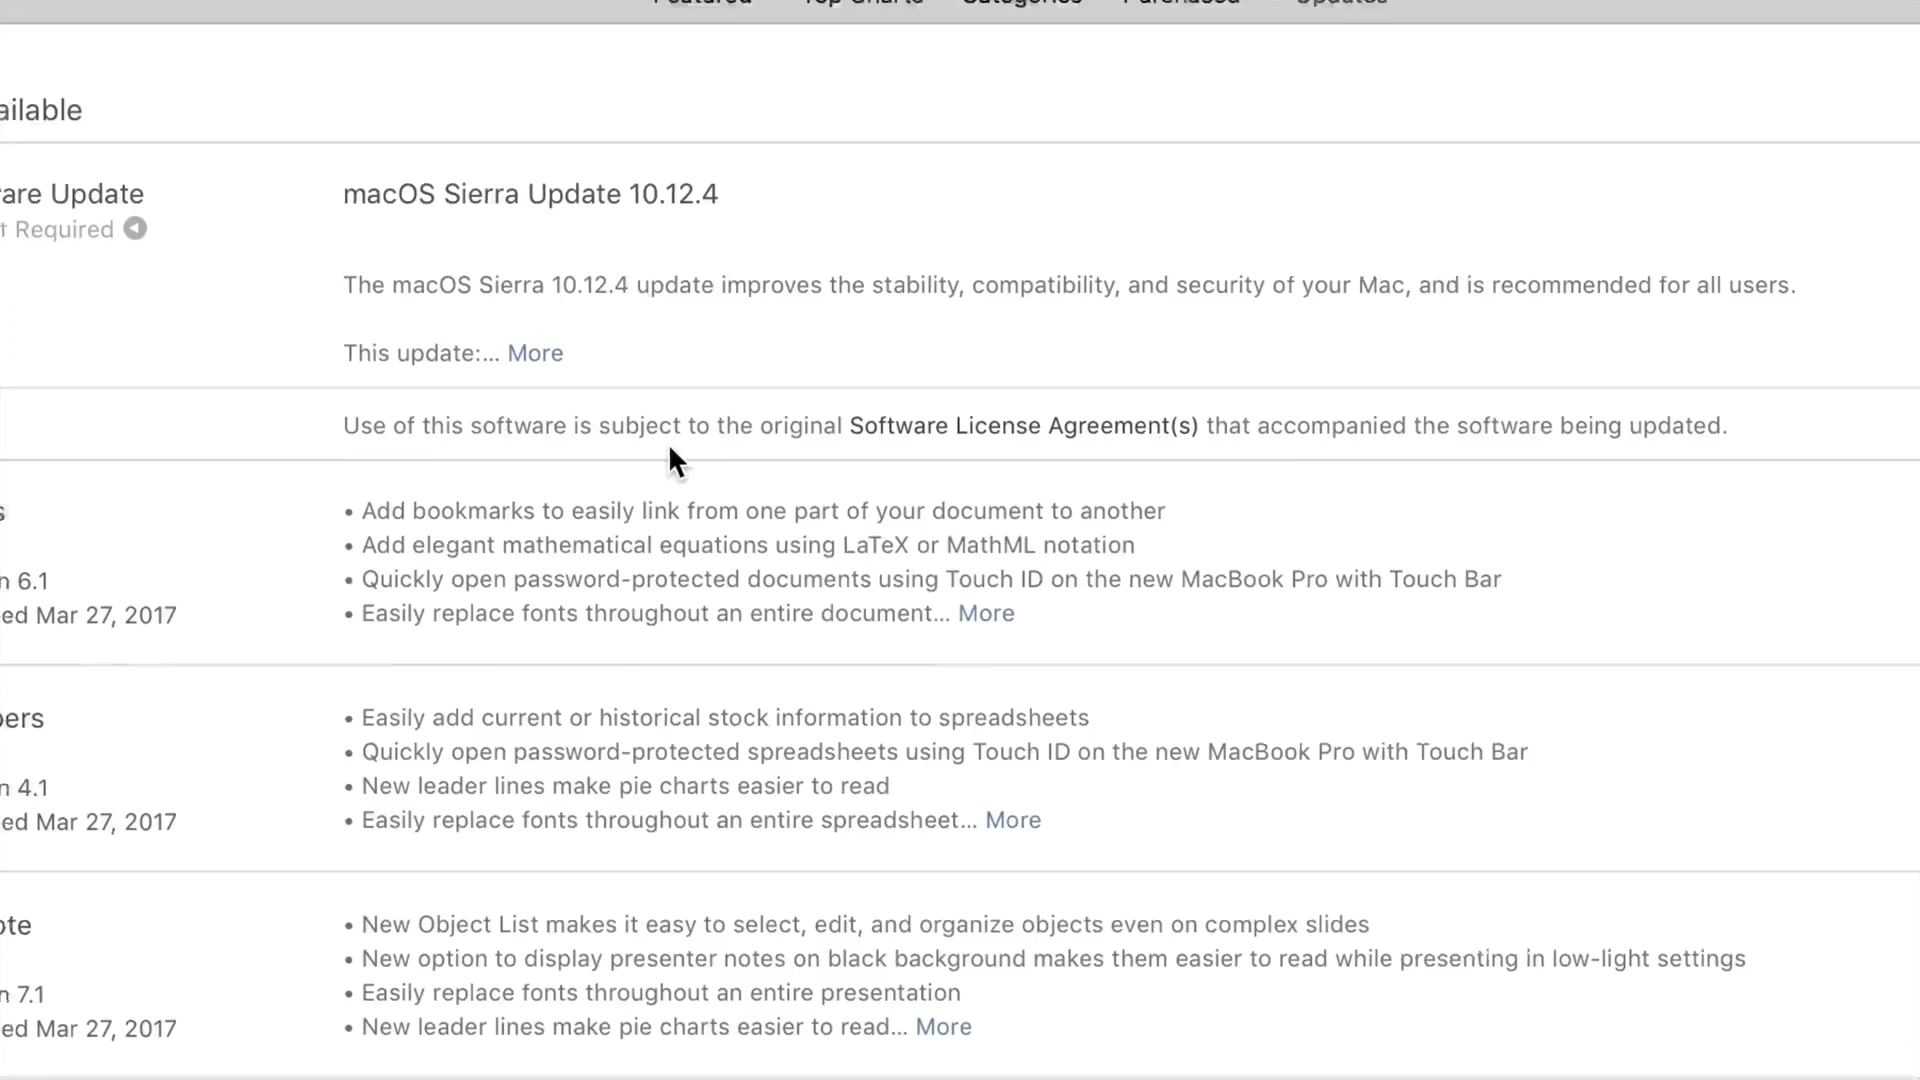 Featured Top Charts Categories Purchased Updates
ailable
are Update
Required
macOS Sierra Update 10.12.4
The macOS Sierra 10.12.4 update improves the stability, compatibility, and security of your Mac, and is recommended for all users.
This update:... More
Use of this software is subject to the original Software License Agreement(s) that accompanied the software being updated.
s
n 6.1
ed Mar 27, 2017
• Add bookmarks to easily link from one part of your document to another
• Add elegant mathematical equations using LaTeX or MathML notation
• Quickly open password-protected documents using Touch ID on the new MacBook Pro with Touch Bar
• Easily replace fonts throughout an entire document... More
bers
n 4.1
ed Mar 27, 2017
• Easily add current or historical stock information to spreadsheets
• Quickly open password-protected spreadsheets using Touch ID on the new MacBook Pro with Touch Bar
• New leader lines make pie charts easier to read
• Easily replace fonts throughout an entire spreadsheet... More
ote
n 7.1
ed Mar 27, 2017
• New Object List makes it easy to select, edit, and organize objects even on complex slides
• New option to display presenter notes on black background makes them easier to read while presenting in low-light settings
• Easily replace fonts throughout an entire presentation
• New leader lines make pie charts easier to read... More